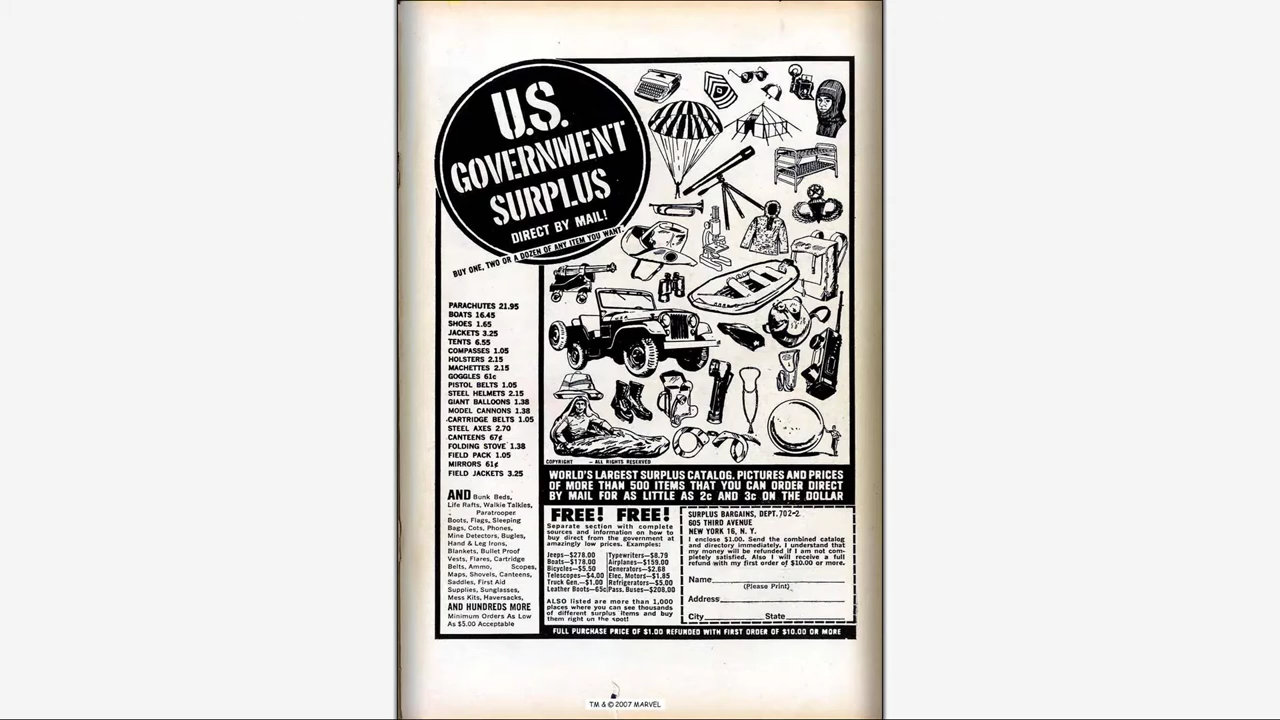 U.S.
GOVERNMENT
SURPLUS
DIRECT BY MAIL!
BUY ONE, TWO OR A DOZEN OF ANY ITEM YOU WANT.
PARACHUTES 21.95
BOATS 16.45
SHOES 1.65
JACKETS 3.25
TENTS 6.55
COMPASSES 1.05
HOLSTERS 2.15
MACHETTES 2.15
GOGGLES 61c
PISTOL BELTS 1.05
STEEL HELMETS 2.15
GIANT BALLOONS 1.38
MODEL CANNONS 1.38
CARTRIDGE BELTS 1.05
STEEL AXES 2.70
CANTEENS 67¢
FOLDING STOVE 1.38
FIELD PACK 1.05
MIRRORS 61¢
FIELD JACKETS 3.25
AND Bunk Beds,
Life Rafts, Walkie Talkies,
Paratrooper
Boots, Flags, Sleeping
Bags, Cots, Phones,
Mine Detectors, Bugles,
Hand & Leg Irons,
Blankets, Bullet Proof
Vests, Flares, Cartridge
Belts, Ammo, Scopes,
Maps, Shovels, Canteens,
Saddles, First Aid
Supplies, Sunglasses,
Mess Kits, Haversacks,
AND HUNDREDS MORE
Minimum Orders As Low
As $5.00 Acceptable
COPYRIGHT — ALL RIGHTS RESERVED
WORLD'S LARGEST SURPLUS CATALOG. PICTURES AND PRICES
OF MORE THAN 500 ITEMS THAT YOU CAN ORDER DIRECT
BY MAIL FOR AS LITTLE AS 2c AND 3c ON THE DOLLAR
FREE! FREE!
Separate section with complete
sources and information on how to
buy direct from the government at
amazingly low prices. Examples:
Jeeps—$278.00 Typewriters—$8.79
Boats—$178.00 Airplanes—$159.00
Bicycles—$5.50 Generators—$2.68
Telescopes—$4.00 Elec. Motors—$1.85
Truck Gen.—$1.00 Refrigerators—$5.00
Leather Boots—65c Pass. Buses—$208.00
ALSO listed are more than 1,000
places where you can see thousands
of different surplus items and buy
them right on the spot!
SURPLUS BARGAINS, DEPT. 702-2
605 THIRD AVENUE
NEW YORK 16, N. Y.
I enclose $1.00. Send the combined catalog
and directory immediately. I understand that
my money will be refunded if I am not com-
pletely satisfied. Also I will receive a full
refund with my first order of $10.00 or more.
Name
(Please Print)
Address
City State
FULL PURCHASE PRICE OF $1.00 REFUNDED WITH FIRST ORDER OF $10.00 OR MORE
TM & © 2007 MARVEL